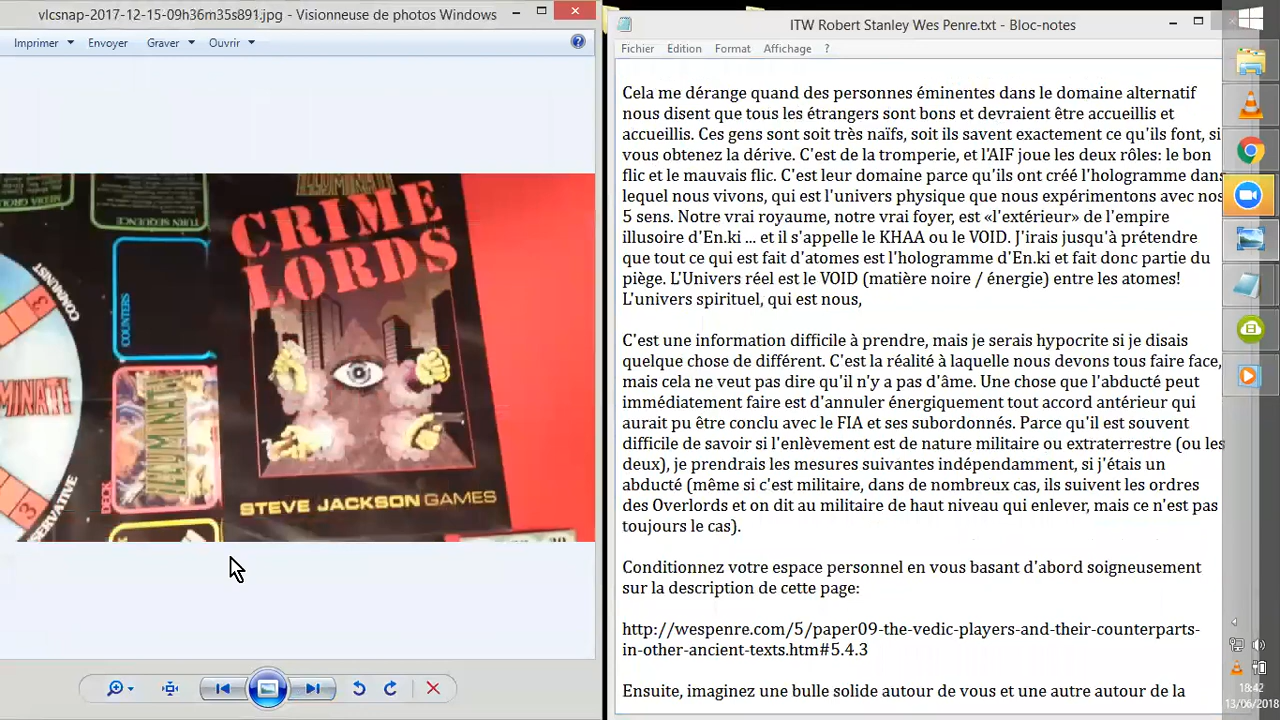 vlcsnap-2017-12-15-09h36m35s891.jpg - Visionneuse de photos Windows
Imprimer
Envoyer
Graver
Ouvrir
MEDIA GROUP
TURN SEQUENCE
COMMUNIST
COUNTERS
DECK
ILLUMINATI
CRIME
LORDS
STEVE JACKSON GAMES
ITW Robert Stanley Wes Penre.txt - Bloc-notes
Fichier Edition Format Affichage ?
Cela me dérange quand des personnes éminentes dans le domaine alternatif
nous disent que tous les étrangers sont bons et devraient être accueillis et
accueillis. Ces gens sont soit très naïfs, soit ils savent exactement ce qu'ils font, si
vous obtenez la dérive. C'est de la tromperie, et l'AIF joue les deux rôles: le bon
flic et le mauvais flic. C'est leur domaine parce qu'ils ont créé l'hologramme dans
lequel nous vivons, qui est l'univers physique que nous expérimentons avec nos
5 sens. Notre vrai royaume, notre vrai foyer, est «l'extérieur» de l'empire
illusoire d'En.ki ... et il s'appelle le KHAA ou le VOID. J'irais jusqu'à prétendre
que tout ce qui est fait d'atomes est l'hologramme d'En.ki et fait donc partie du
piège. L'Univers réel est le VOID (matière noire / énergie) entre les atomes!
L'univers spirituel, qui est nous,
C'est une information difficile à prendre, mais je serais hypocrite si je disais
quelque chose de différent. C'est la réalité à laquelle nous devons tous faire face,
mais cela ne veut pas dire qu'il n'y a pas d'âme. Une chose que l'abducté peut
immédiatement faire est d'annuler énergiquement tout accord antérieur qui
aurait pu être conclu avec le FIA et ses subordonnés. Parce qu'il est souvent
difficile de savoir si l'enlèvement est de nature militaire ou extraterrestre (ou les
deux), je prendrais les mesures suivantes indépendamment, si j'étais un
abducté (même si c'est militaire, dans de nombreux cas, ils suivent les ordres
des Overlords et on dit au militaire de haut niveau qui enlever, mais ce n'est pas
toujours le cas).
Conditionnez votre espace personnel en vous basant d'abord soigneusement
sur la description de cette page:
http://wespenre.com/5/paper09-the-vedic-players-and-their-counterparts-
in-other-ancient-texts.htm#5.4.3
Ensuite, imaginez une bulle solide autour de vous et une autre autour de la
18:42
13/06/2018